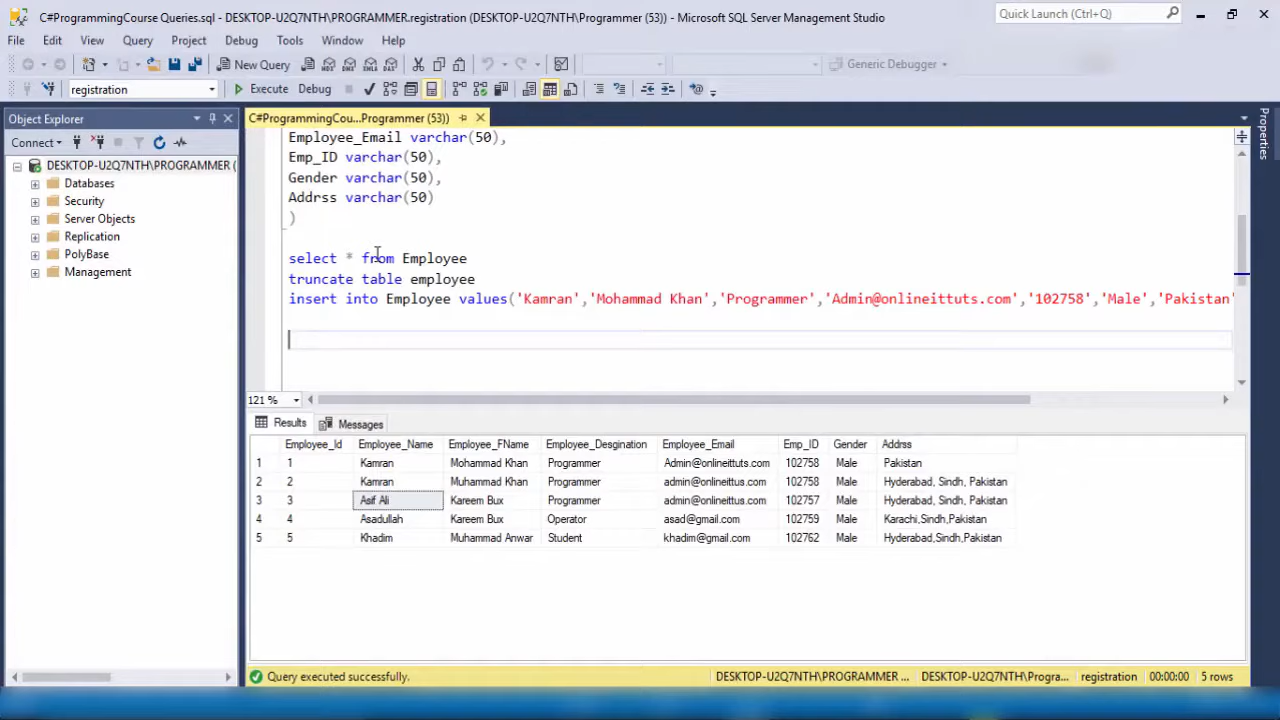 C#ProgrammingCourse Queries.sql - DESKTOP-U2Q7NTH\PROGRAMMER.registration (DESKTOP-U2Q7NTH\Programmer (53)) - Microsoft SQL Server Management Studio
Quick Launch (Ctrl+Q)
File Edit View Query Project Debug Tools Window Help
New Query Generic Debugger
registration Execute Debug
Object Explorer
C#ProgrammingCou...Programmer (53))
Properties
Connect
DESKTOP-U2Q7NTH\PROGRAMMER (
Databases
Security
Server Objects
Replication
PolyBase
Management
Employee_Email varchar(50),
Emp_ID varchar(50),
Gender varchar(50),
Addrss varchar(50)
)
select * from Employee
truncate table employee
insert into Employee values('Kamran','Mohammad Khan','Programmer','Admin@onlineittuts.com','102758','Male','Pakistan'
121 %
Results Messages
Employee_Id Employee_Name Employee_FName Employee_Desgination Employee_Email Emp_ID Gender Addrss
1 1 Kamran Mohammad Khan Programmer Admin@onlineittuts.com 102758 Male Pakistan
2 2 Kamran Muhammad Khan Programmer admin@onlineittus.com 102758 Male Hyderabad, Sindh, Pakistan
3 3 Asif Ali Kareem Bux Programmer admin@onlineittus.com 102757 Male Hyderabad, Sindh, Pakistan
4 4 Asadullah Kareem Bux Operator asad@gmail.com 102759 Male Karachi,Sindh,Pakistan
5 5 Khadim Muhammad Anwar Student khadim@gmail.com 102762 Male Hyderabad,Sindh,Pakistan
Query executed successfully. DESKTOP-U2Q7NTH\PROGRAMMER ... DESKTOP-U2Q7NTH\Progra... registration 00:00:00 5 rows